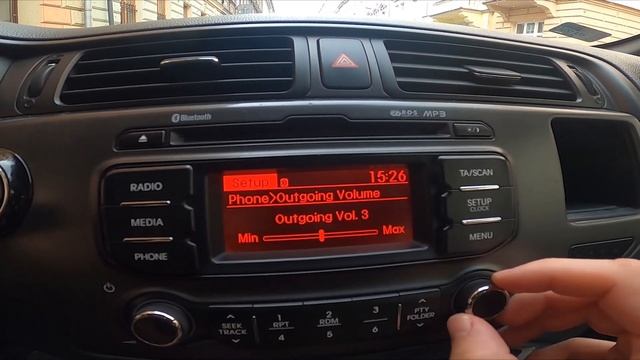 Bluetooth RDS MP3
RADIO
MEDIA
PHONE
Setup 15:26
Phone>Outgoing Volume
Outgoing Vol. 3
Min Max
TA/SCAN
SETUP
CLOCK
MENU
SEEK
TRACK
1 RPT 4
2 RDM 5
3 6
PTY
FOLDER